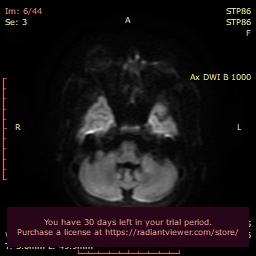 Im: 6/44
Se: 3
STP86
STP86
F
A
Ax DWI B 1000
R
L
You have 30 days left in your trial period.
Purchase a license at https://radiantviewer.com/store/